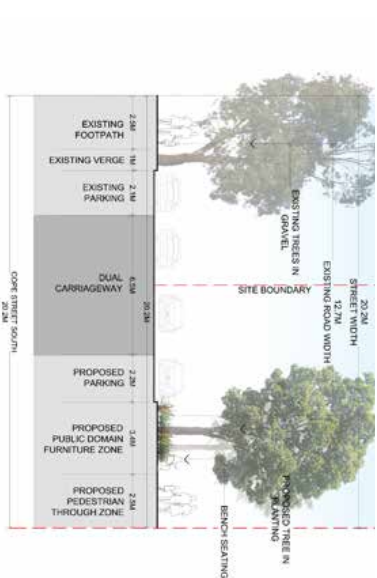 EXISTING
FOOTPATH
2.5M
EXISTING VERGE
1M
EXISTING
PARKING
2.1M
DUAL
CARRIAGEWAY
6.5M
20.2M
PROPOSED
PARKING
2.2M
PROPOSED
PUBLIC DOMAIN
FURNITURE ZONE
3.4M
PROPOSED
PEDESTRIAN
THROUGH ZONE
2.5M
COPE STREET SOUTH
20.2M
EXISTING TREES IN
GRAVEL
SITE BOUNDARY
20.2M
STREET WIDTH
12.7M
EXISTING ROAD WIDTH
PROPOSED TREE IN
PLANTING
BENCH SEATING